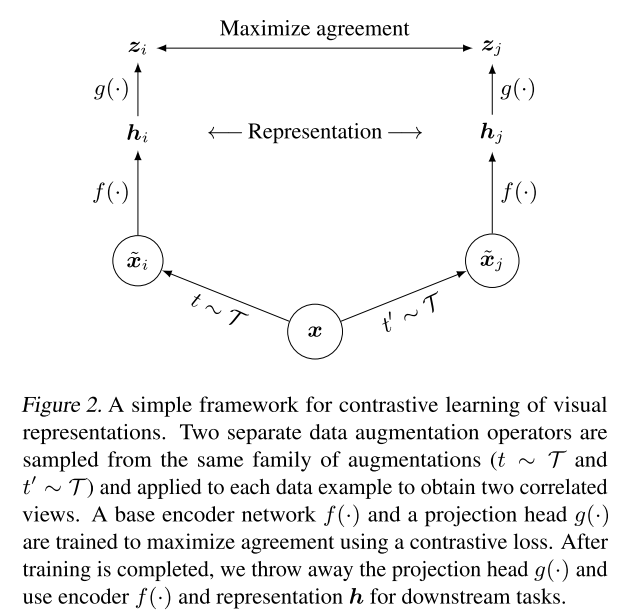 Maximize agreement
z_i z_j
g(·) g(·)
h_i ← Representation → h_j
f(·) f(·)
x̃_i x̃_j
t ∼ 𝒯 t′ ∼ 𝒯
x
Figure 2. A simple framework for contrastive learning of visual
representations. Two separate data augmentation operators are
sampled from the same family of augmentations (t ∼ 𝒯 and
t′ ∼ 𝒯) and applied to each data example to obtain two correlated
views. A base encoder network f(·) and a projection head g(·)
are trained to maximize agreement using a contrastive loss. After
training is completed, we throw away the projection head g(·) and
use encoder f(·) and representation h for downstream tasks.